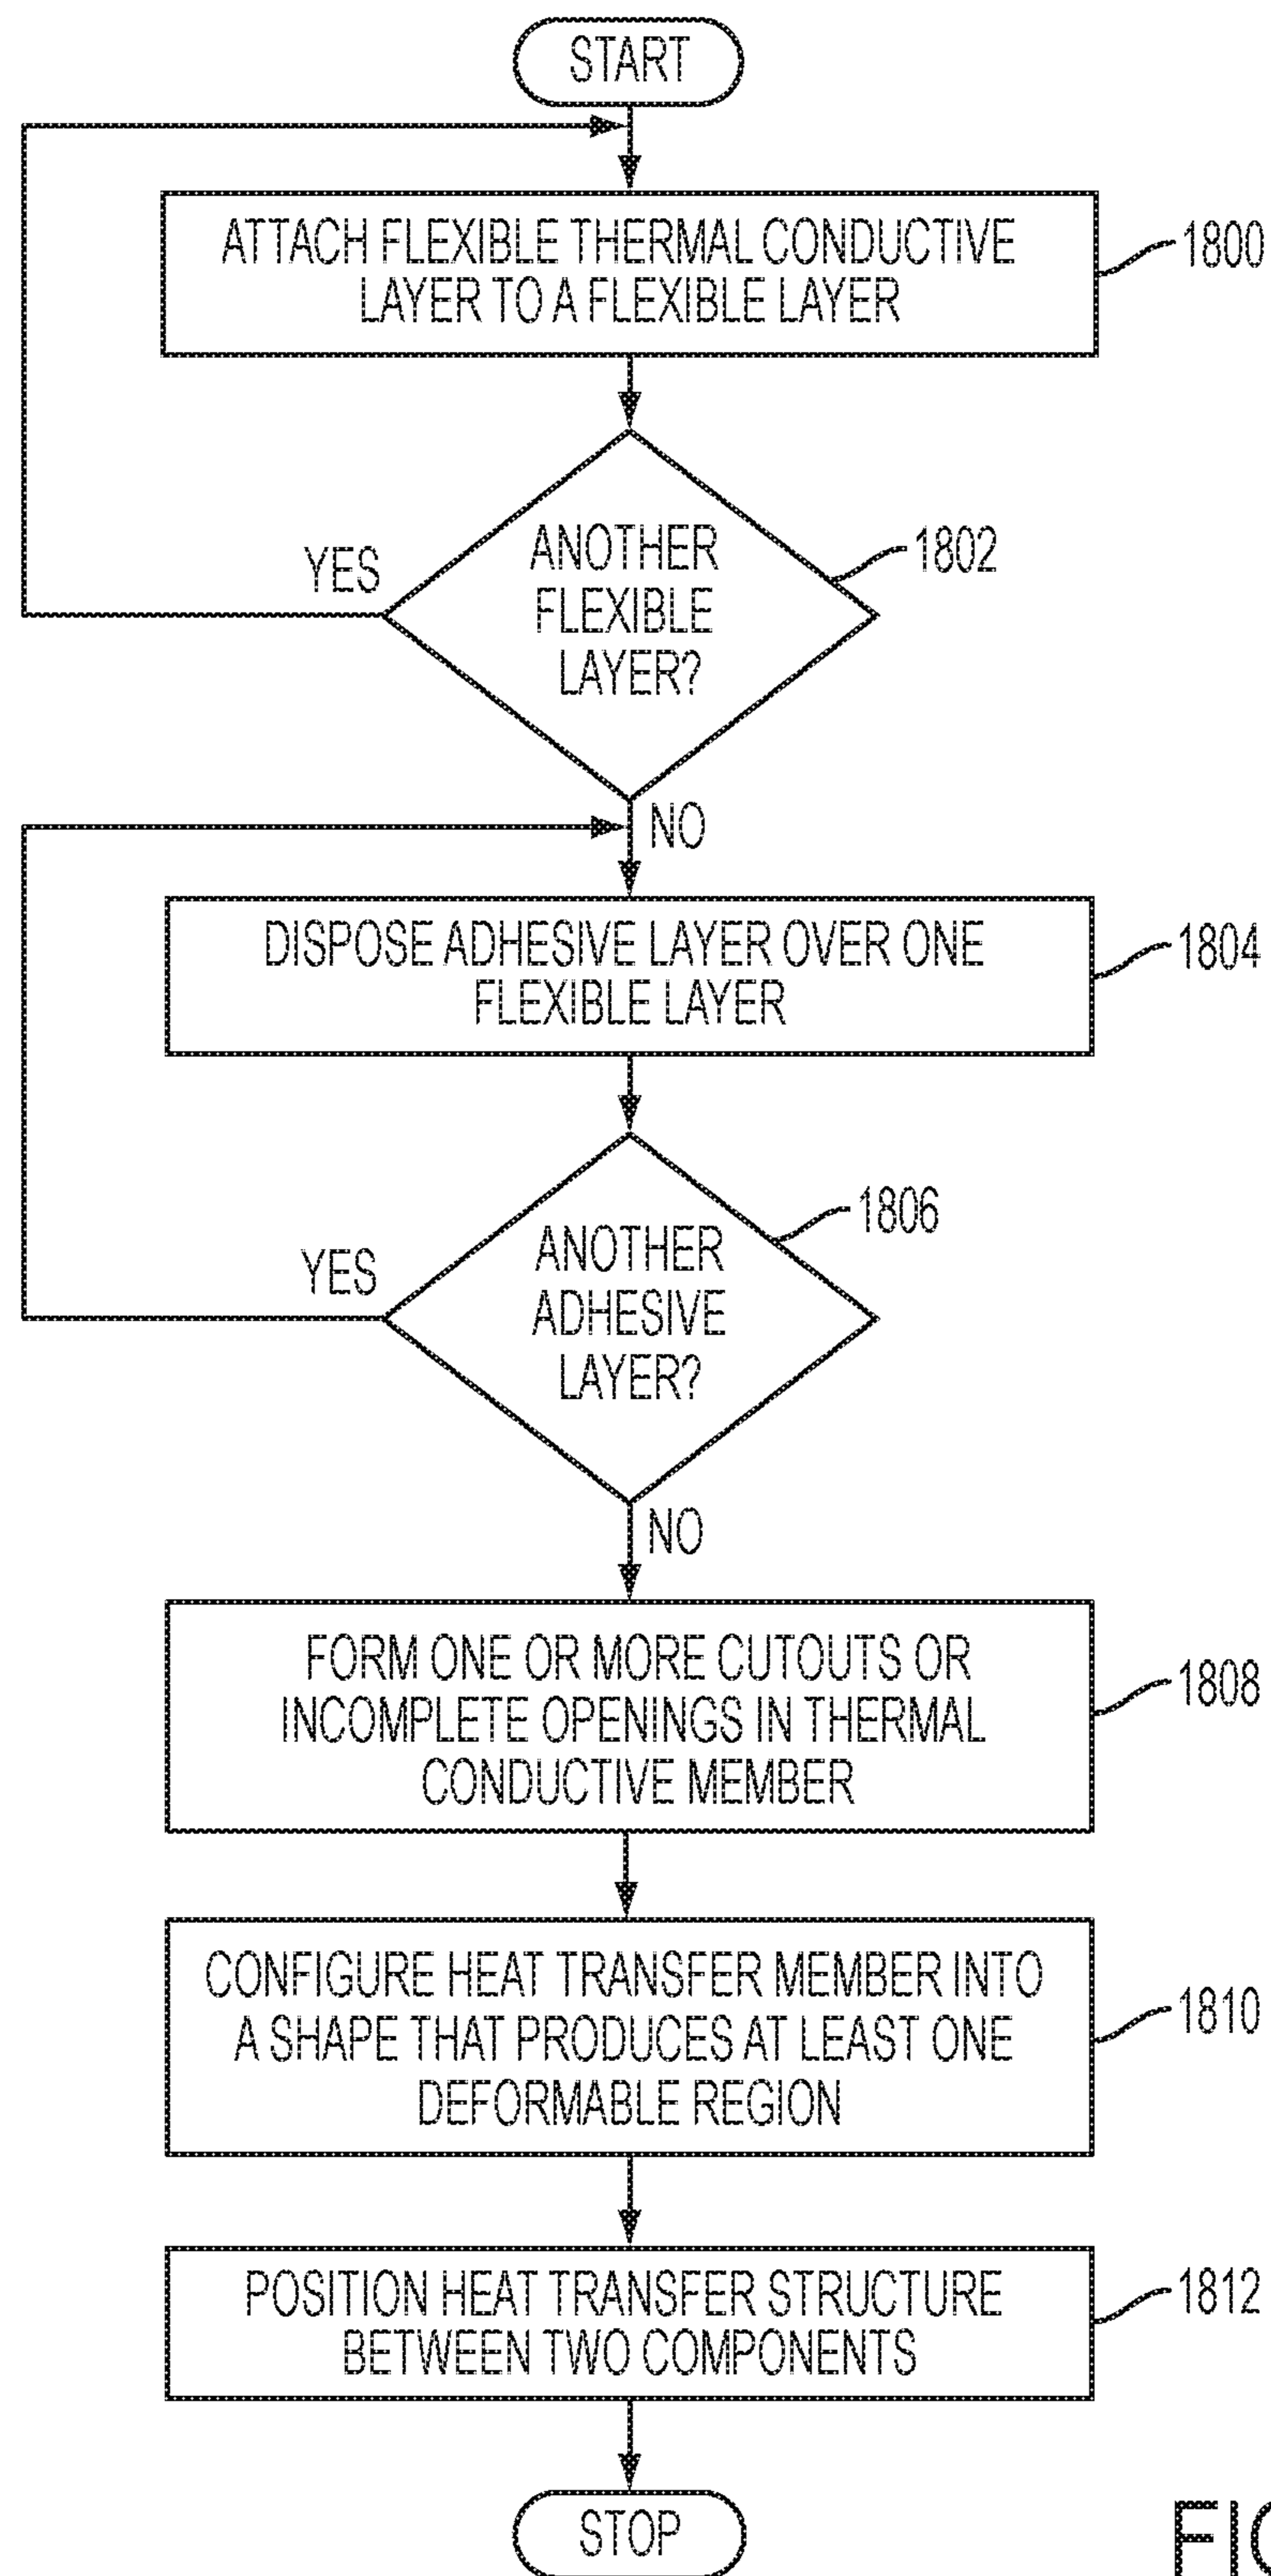 START
ATTACH FLEXIBLE THERMAL CONDUCTIVE
LAYER TO A FLEXIBLE LAYER
1800
ANOTHER
FLEXIBLE
LAYER?
1802
YES
NO
DISPOSE ADHESIVE LAYER OVER ONE
FLEXIBLE LAYER
1804
ANOTHER
ADHESIVE
LAYER?
1806
YES
NO
FORM ONE OR MORE CUTOUTS OR
INCOMPLETE OPENINGS IN THERMAL
CONDUCTIVE MEMBER
1808
CONFIGURE HEAT TRANSFER MEMBER INTO
A SHAPE THAT PRODUCES AT LEAST ONE
DEFORMABLE REGION
1810
POSITION HEAT TRANSFER STRUCTURE
BETWEEN TWO COMPONENTS
1812
STOP